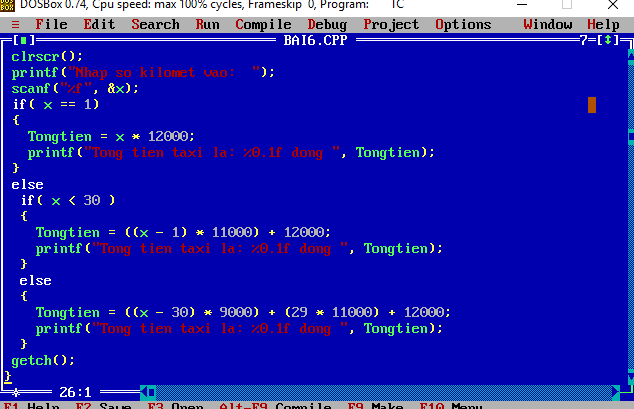 DOSBox 0.74, Cpu speed: max 100% cycles, Frameskip 0, Program: TC
≡ File Edit Search Run Compile Debug Project Options Window Help
[■] BAI6.CPP 7=[↕]
clrscr();
printf("Nhap so kilomet vao:  ");
scanf("%f", &x);
if( x == 1)
{
Tongtien = x * 12000;
printf("Tong tien taxi la: %0.1f dong ", Tongtien);
}
else
if( x < 30 )
{
Tongtien = ((x - 1) * 11000) + 12000;
printf("Tong tien taxi la: %0.1f dong ", Tongtien);
}
else
{
Tongtien = ((x - 30) * 9000) + (29 * 11000) + 12000;
printf("Tong tien taxi la: %0.1f dong ", Tongtien);
}
getch();
}
26:1
F1 Help F2 Save F3 Open Alt-F9 Compile F9 Make F10 Menu